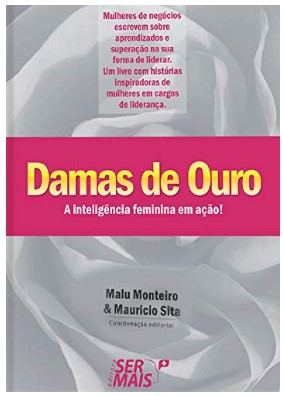 Mulheres de negócios
escrevem sobre
aprendizados e
superação na sua
forma de liderar.
Um livro com histórias
inspiradoras de
mulheres em cargos
de liderança.
Damas de Ouro
A inteligência feminina em ação!
Malu Monteiro
& Mauricio Sita
Coordenação editorial
editora
SER
MAIS